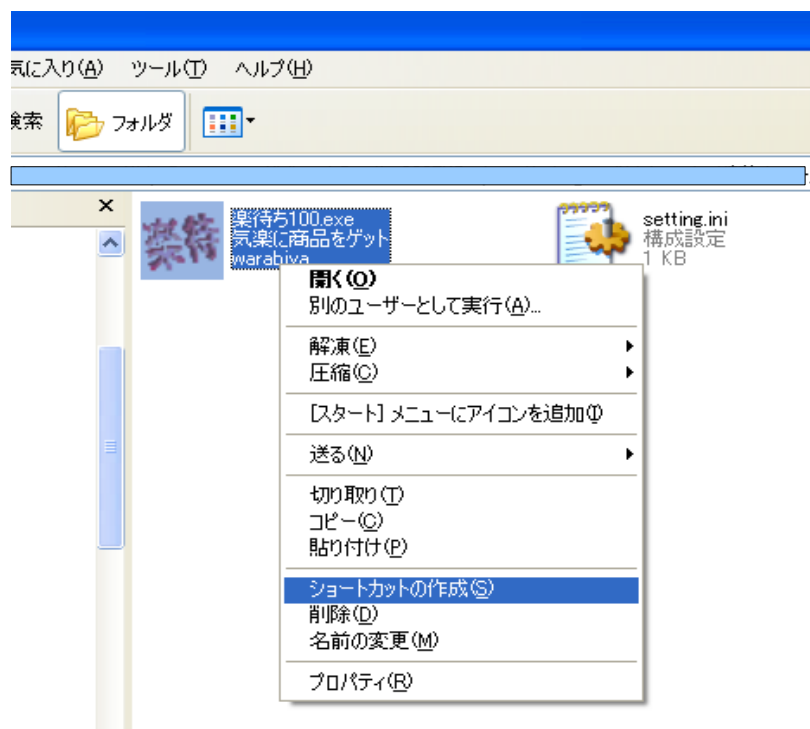 気に入り(A) ツール(T) ヘルプ(H)
検索 フォルダ
楽待
楽待ち100.exe
気楽に商品をゲット
warabiya
setting.ini
構成設定
1 KB
開く(O)
別のユーザーとして実行(A)...
解凍(E)
圧縮(C)
[スタート] メニューにアイコンを追加(I)
送る(N)
切り取り(T)
コピー(C)
貼り付け(P)
ショートカットの作成(S)
削除(D)
名前の変更(M)
プロパティ(R)